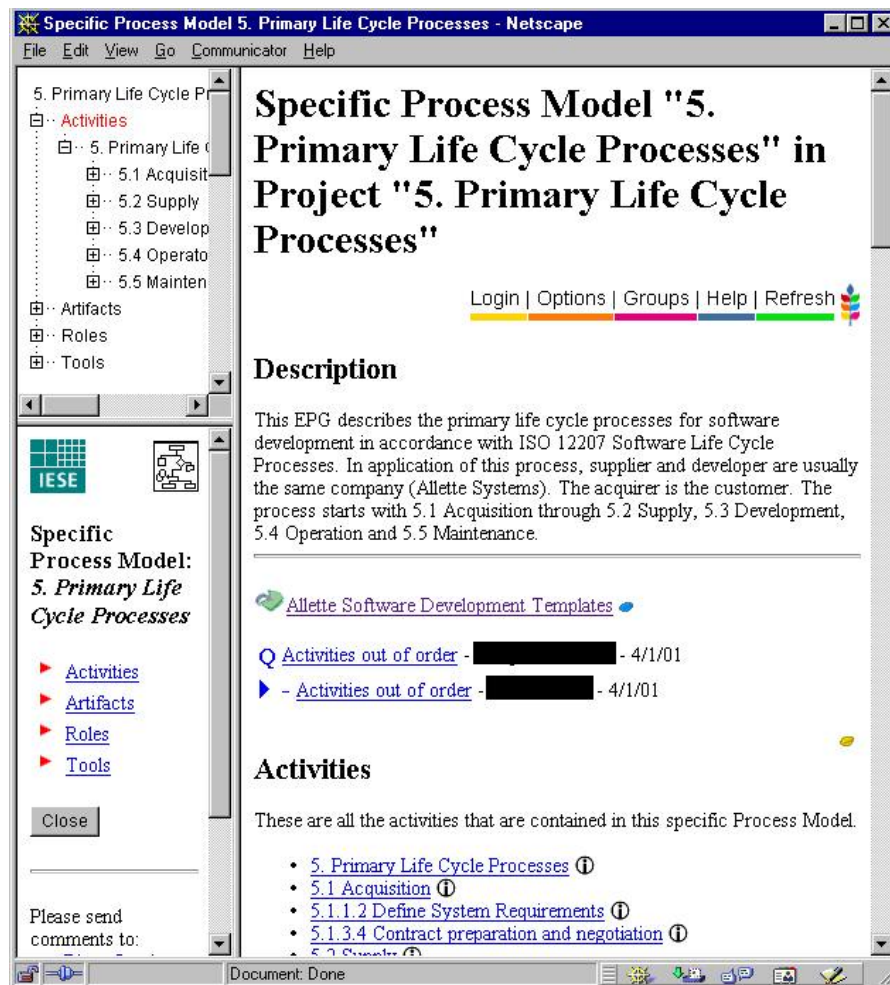 Specific Process Model 5. Primary Life Cycle Processes - Netscape
File Edit View Go Communicator Help
5. Primary Life Cycle Pr
Activities
5. Primary Life
5.1 Acquisit
5.2 Supply
5.3 Develop
5.4 Operato
5.5 Mainten
Artifacts
Roles
Tools
IESE
Specific
Process Model:
5. Primary Life
Cycle Processes
Activities
Artifacts
Roles
Tools
Close
Please send
comments to:
Specific Process Model "5.
Primary Life Cycle Processes" in
Project "5. Primary Life Cycle
Processes"
Login | Options | Groups | Help | Refresh
Description
This EPG describes the primary life cycle processes for software
development in accordance with ISO 12207 Software Life Cycle
Processes. In application of this process, supplier and developer are usually
the same company (Allette Systems). The acquirer is the customer. The
process starts with 5.1 Acquisition through 5.2 Supply, 5.3 Development,
5.4 Operation and 5.5 Maintenance.
Allette Software Development Templates
Q Activities out of order - - 4/1/01
- Activities out of order - - 4/1/01
Activities
These are all the activities that are contained in this specific Process Model.
• 5. Primary Life Cycle Processes
• 5.1 Acquisition
• 5.1.1.2 Define System Requirements
• 5.1.3.4 Contract preparation and negotiation
• 5.2 Supply
Document: Done